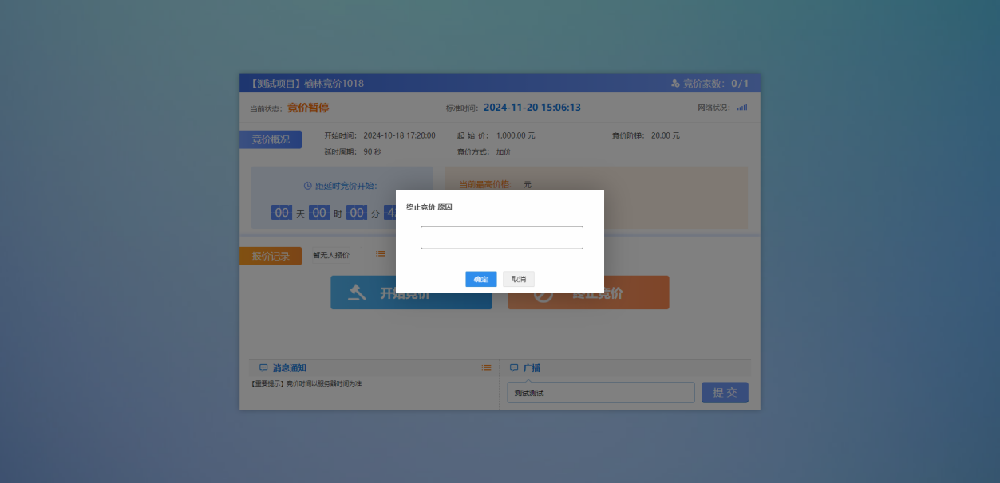 【测试项目】榆林竞价1018 竞价家数：0/1
当前状态：竞价暂停 标准时间：2024-11-20 15:06:13 网络状况：
竞价概况 开始时间： 2024-10-18 17:20:00 起 始 价： 1,000.00 元 竞价阶梯： 20.00 元
延时周期： 90 秒 竞价方式： 加价
距延时竞价开始： 当前最高价格： 元
00 天 00 时 00 分
终止竞价 原因
报价记录 暂无人报价
确定 取消
开始竞价 终止竞价
消息通知 广播
【重要提示】竞价时间以服务器时间为准
测试测试 提 交